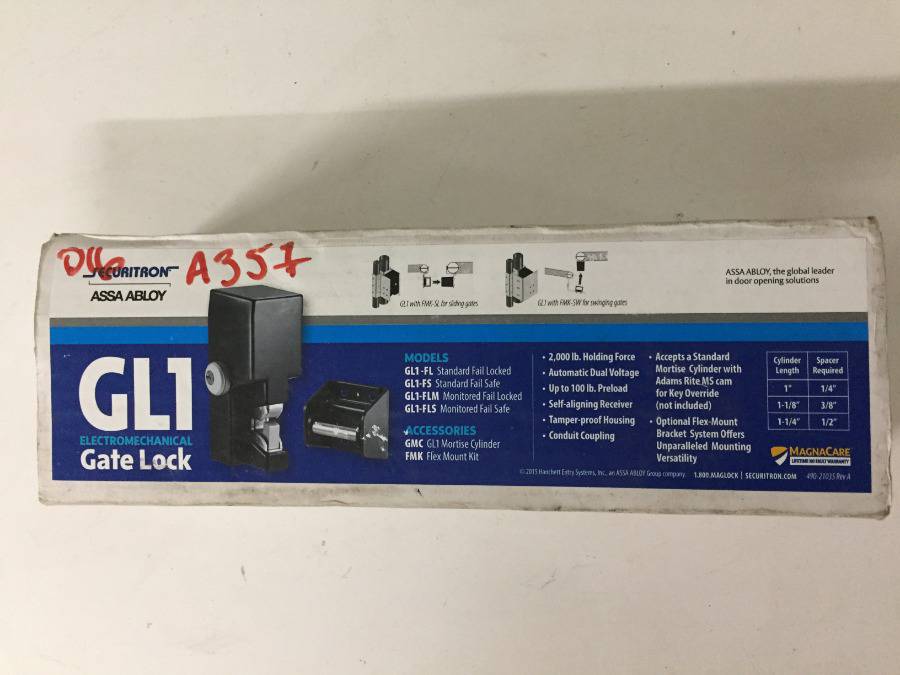 O46 A357
SECURITRON
ASSA ABLOY
GL1 with FMK-SL for sliding gates
GL1 with FMK-SW for swinging gates
ASSA ABLOY, the global leader
in door opening solutions
GL1
ELECTROMECHANICAL
Gate Lock
MODELS
GL1-FL Standard Fail Locked
GL1-FS Standard Fail Safe
GL1-FLM Monitored Fail Locked
GL1-FLS Monitored Fail Safe
ACCESSORIES
GMC GL1 Mortise Cylinder
FMK Flex Mount Kit
• 2,000 lb. Holding Force
• Automatic Dual Voltage
• Up to 100 lb. Preload
• Self-aligning Receiver
• Tamper-proof Housing
• Conduit Coupling
• Accepts a Standard
Mortise Cylinder with
Adams Rite MS cam
for Key Override
(not included)
• Optional Flex-Mount
Bracket System Offers
Unparalleled Mounting
Versatility
Cylinder Length Spacer Required
1" 1/4"
1-1/8" 3/8"
1-1/4" 1/2"
MAGNACARE
LIFETIME NO FAULT WARRANTY
© 2015 Hanchett Entry Systems, Inc., an ASSA ABLOY Group company. 1.800.MAGLOCK | SECURITRON.COM 490-21035 Rev A